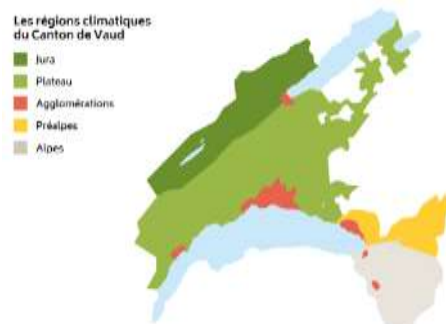 Les régions climatiques
du Canton de Vaud
Jura
Plateau
Agglomérations
Préalpes
Alpes